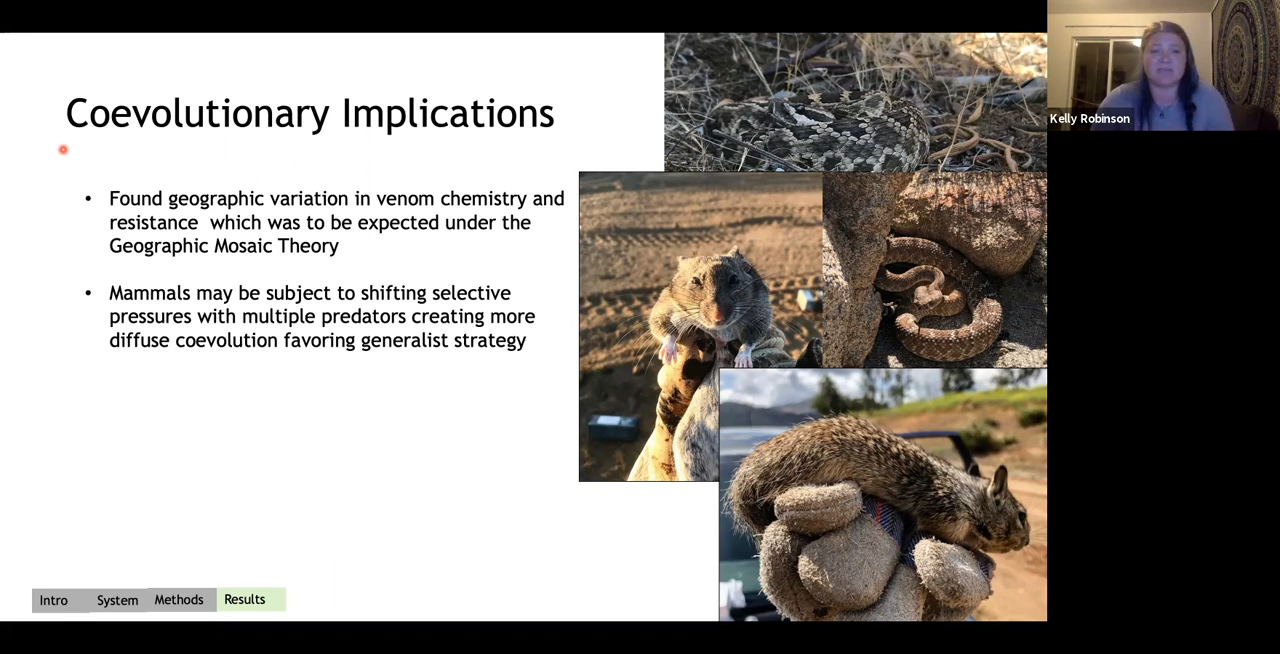 Coevolutionary Implications
• Found geographic variation in venom chemistry and
resistance  which was to be expected under the
Geographic Mosaic Theory
• Mammals may be subject to shifting selective
pressures with multiple predators creating more
diffuse coevolution favoring generalist strategy
Intro System Methods Results
Kelly Robinson